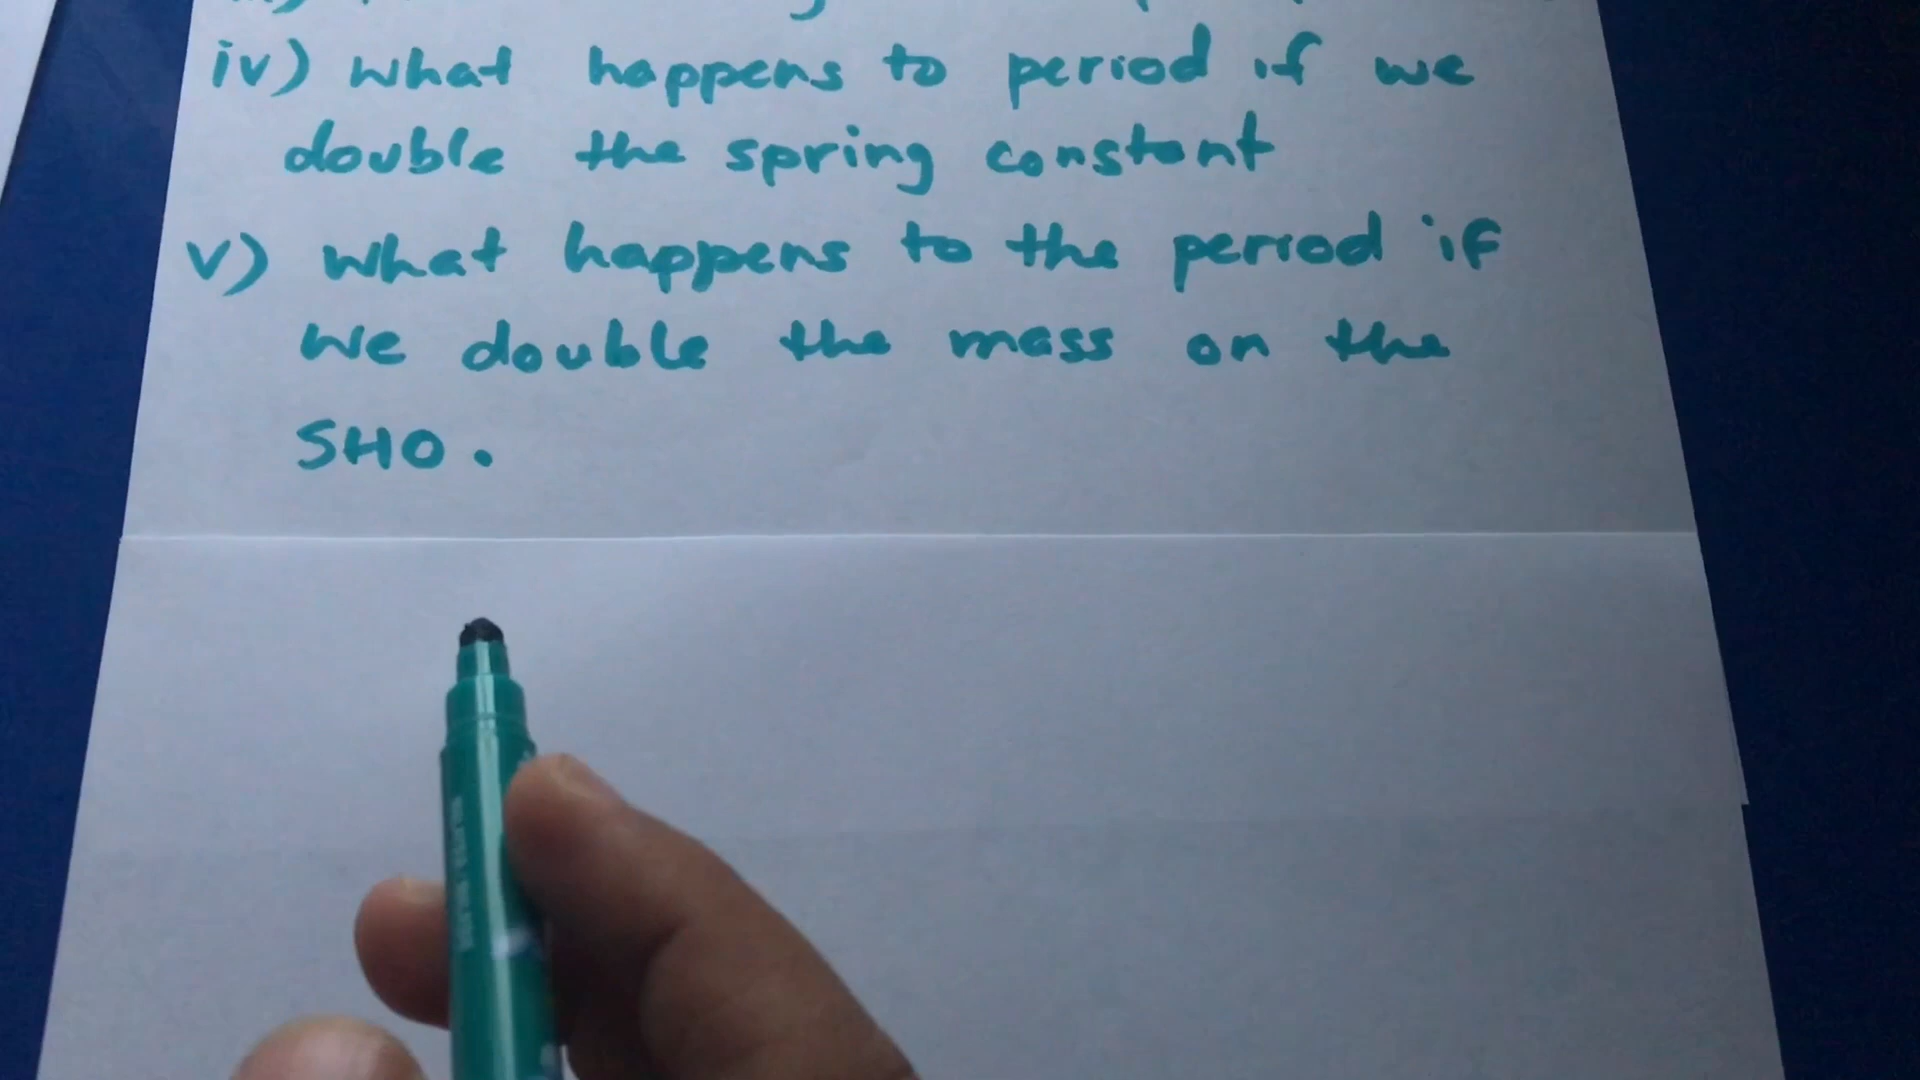 iv) What happens to period if we
double the spring constant
v) What happens to the period if
we double the mass on the
SHO.